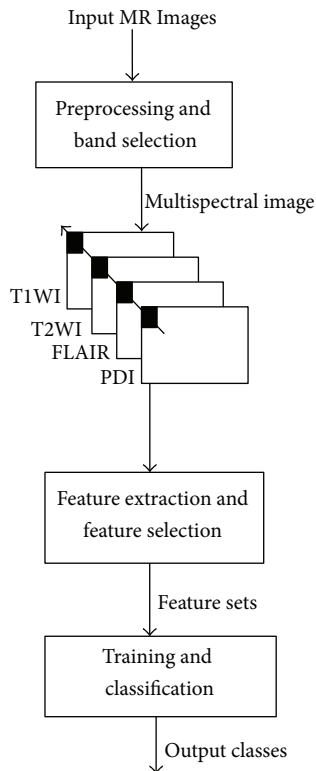 Input MR Images
Preprocessing and
band selection
Multispectral image
T1WI
T2WI
FLAIR
PDI
Feature extraction and
feature selection
Feature sets
Training and
classification
Output classes